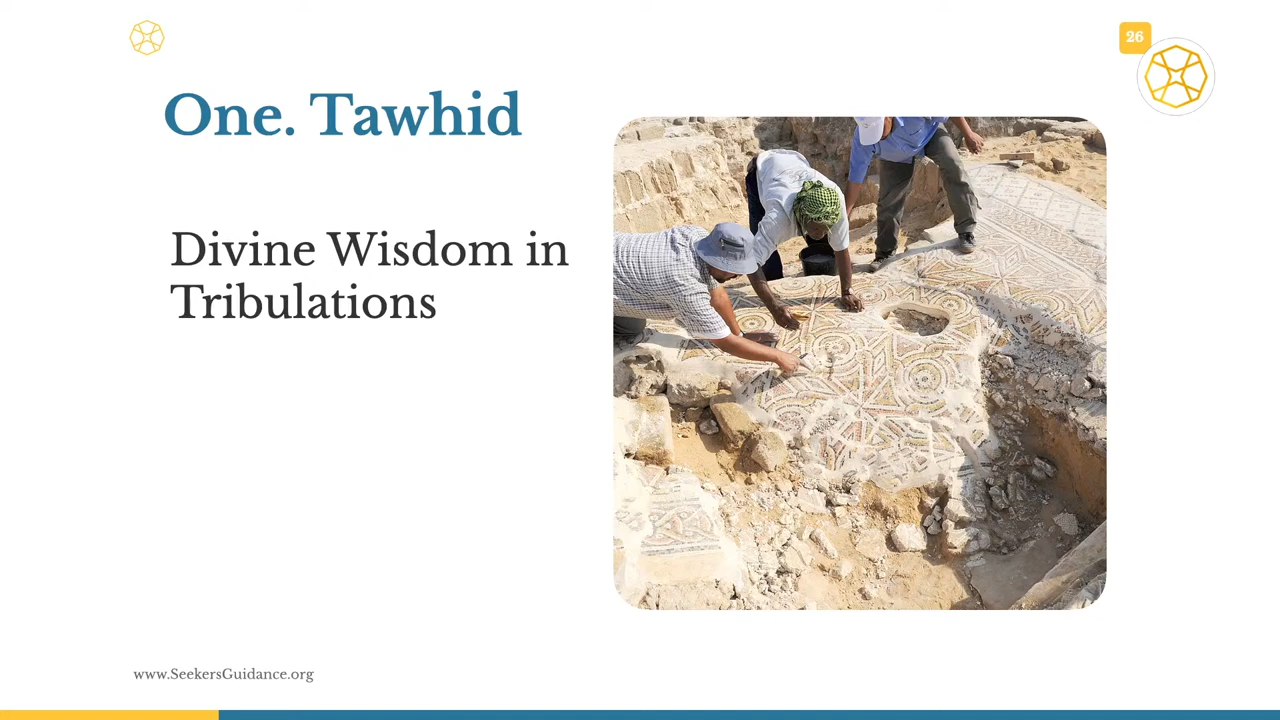 26
One. Tawhid
Divine Wisdom in
Tribulations
www.SeekersGuidance.org